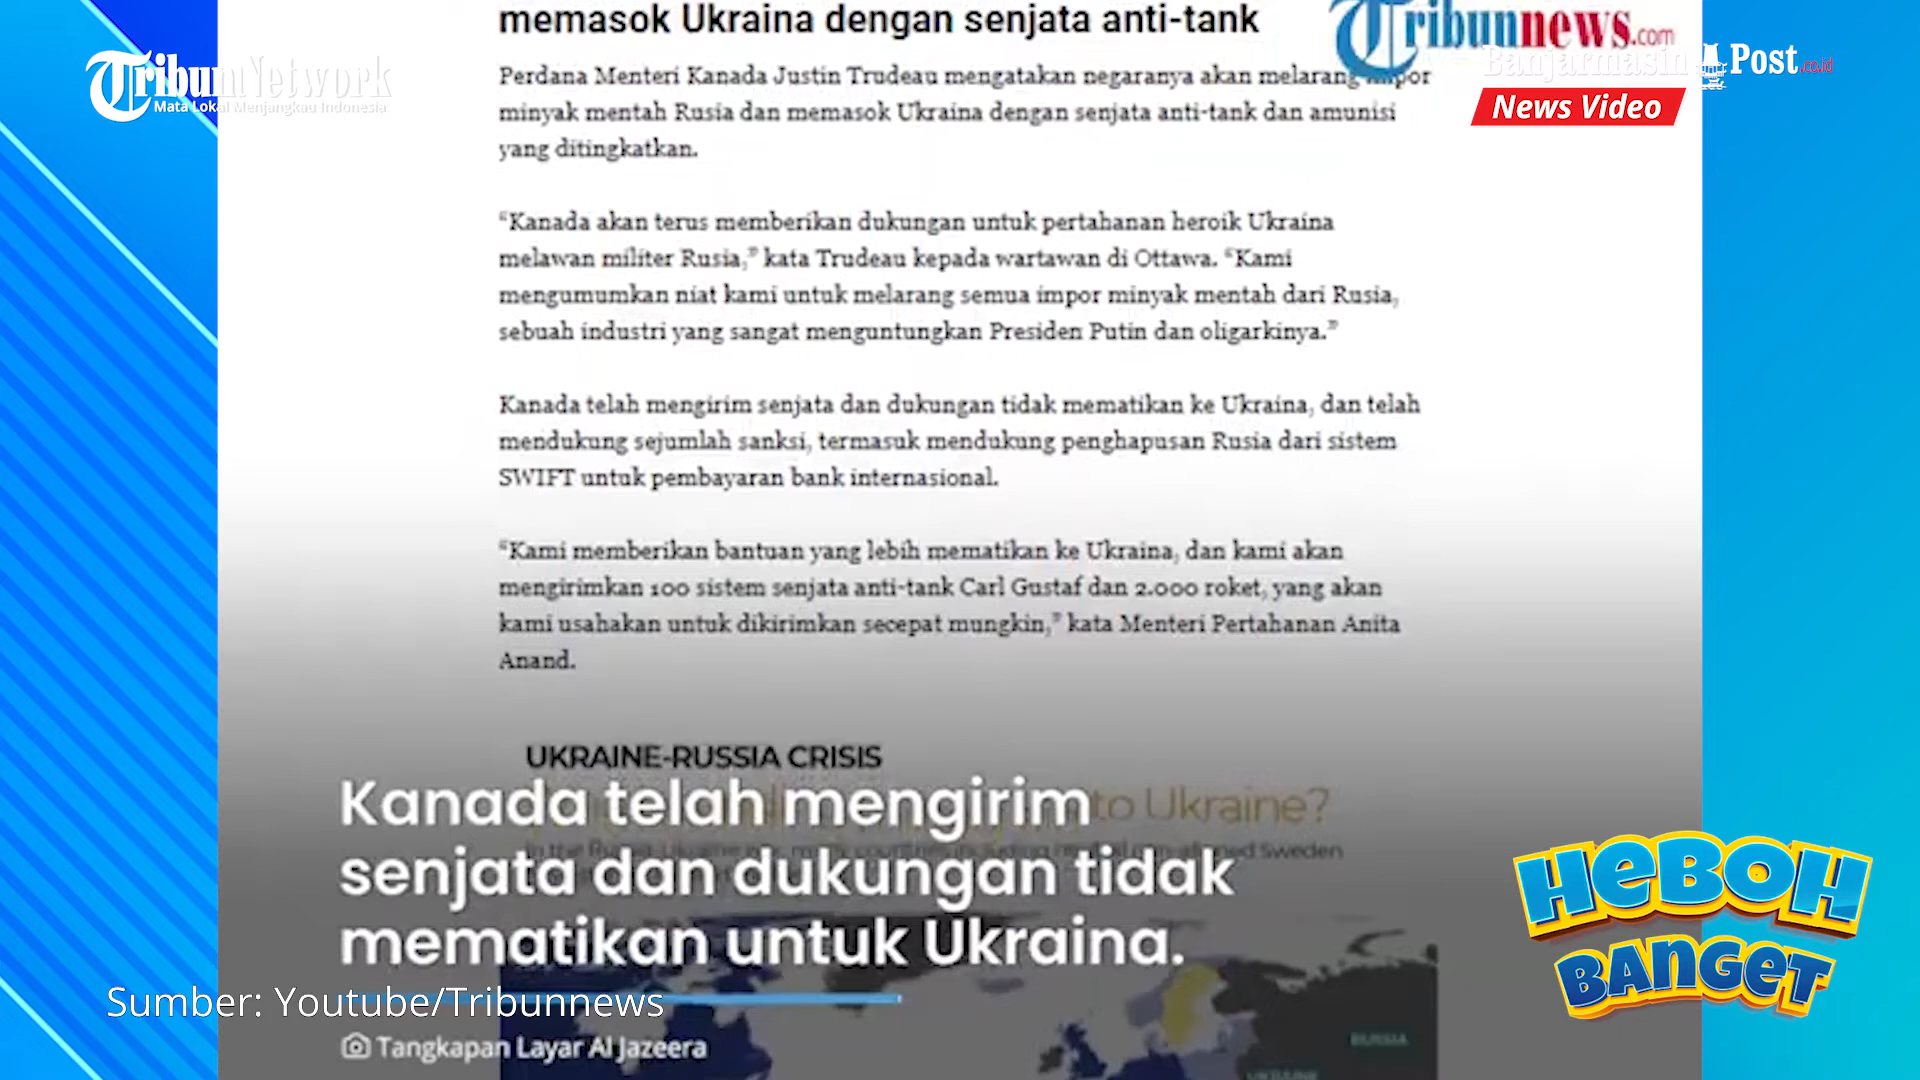 memasok Ukraina dengan senjata anti-tank
Tribunnews.com
TribunNetwork
Mata Lokal Menjangkau Indonesia
Banjarmasin Post.co.id
News Video
Perdana Menteri Kanada Justin Trudeau mengatakan negaranya akan melarang impor
minyak mentah Rusia dan memasok Ukraina dengan senjata anti-tank dan amunisi
yang ditingkatkan.
“Kanada akan terus memberikan dukungan untuk pertahanan heroik Ukraina
melawan militer Rusia,” kata Trudeau kepada wartawan di Ottawa. “Kami
mengumumkan niat kami untuk melarang semua impor minyak mentah dari Rusia,
sebuah industri yang sangat menguntungkan Presiden Putin dan oligarkinya.”
Kanada telah mengirim senjata dan dukungan tidak mematikan ke Ukraina, dan telah
mendukung sejumlah sanksi, termasuk mendukung penghapusan Rusia dari sistem
SWIFT untuk pembayaran bank internasional.
“Kami memberikan bantuan yang lebih mematikan ke Ukraina, dan kami akan
mengirimkan 100 sistem senjata anti-tank Carl Gustaf dan 2.000 roket, yang akan
kami usahakan untuk dikirimkan secepat mungkin,” kata Menteri Pertahanan Anita
Anand.
UKRAINE-RUSSIA CRISIS
to Ukraine?
Sweden
Kanada telah mengirim
senjata dan dukungan tidak
mematikan untuk Ukraina.
Sumber: Youtube/Tribunnews
Tangkapan Layar Al Jazeera
RUSSIA
UKRAINE
HEBOH
BANGET